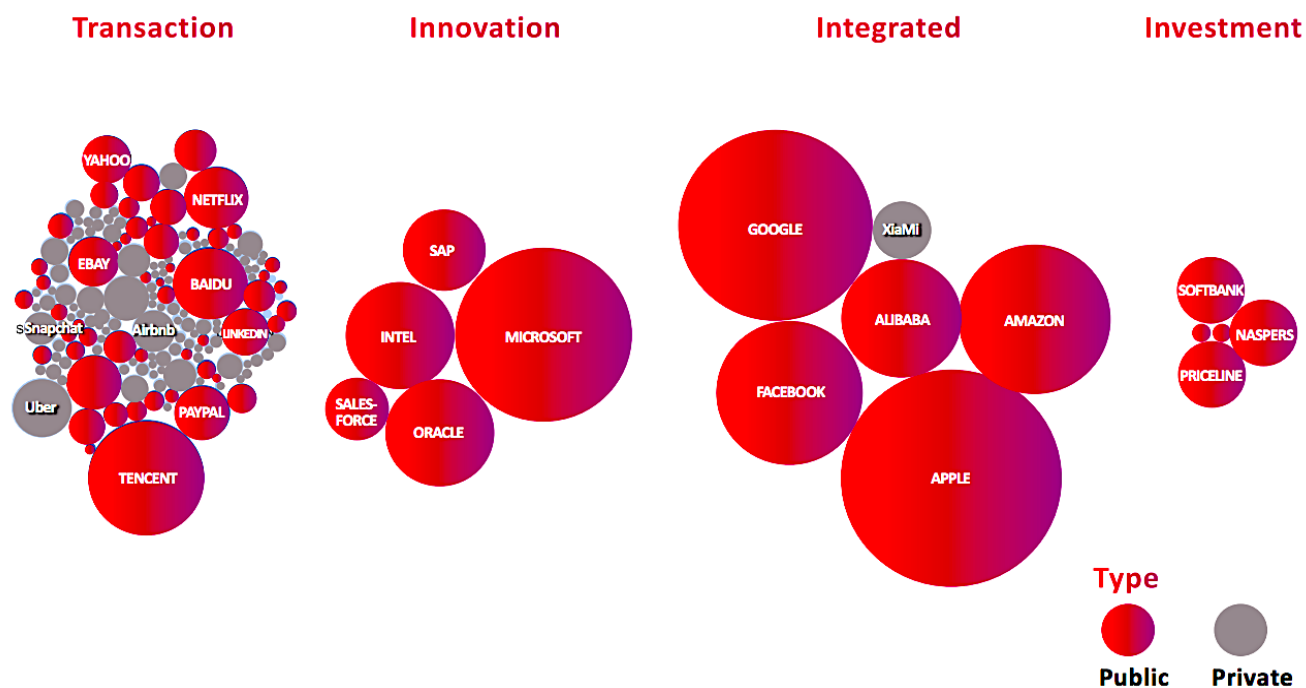 Transaction
Innovation
Integrated
Investment
YAHOO
NETFLIX
EBAY
BAIDU
sSnapchat
Airbnb
LINKEDIN
Uber
PAYPAL
TENCENT
SAP
INTEL
MICROSOFT
SALES-
FORCE
ORACLE
GOOGLE
XiaMi
ALIBABA
AMAZON
FACEBOOK
APPLE
SOFTBANK
NASPERS
PRICELINE
Type
Public
Private